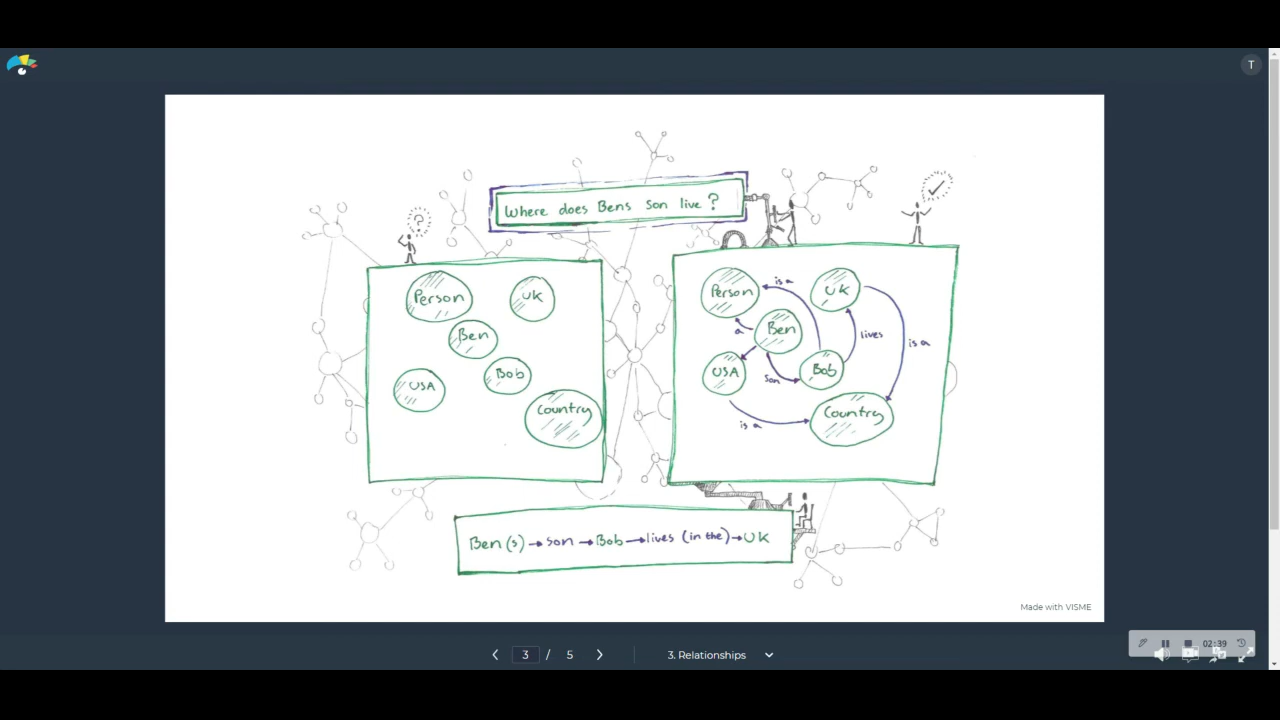 T
Where does Bens son live?
?
Person
UK
Ben
Bob
USA
Country
Person
is a
UK
a
Ben
lives
is a
USA
son
Bob
Country
is a
Ben(s) → son → Bob → lives (in the) → UK
Made with VISME
3 / 5
3. Relationships
02:39